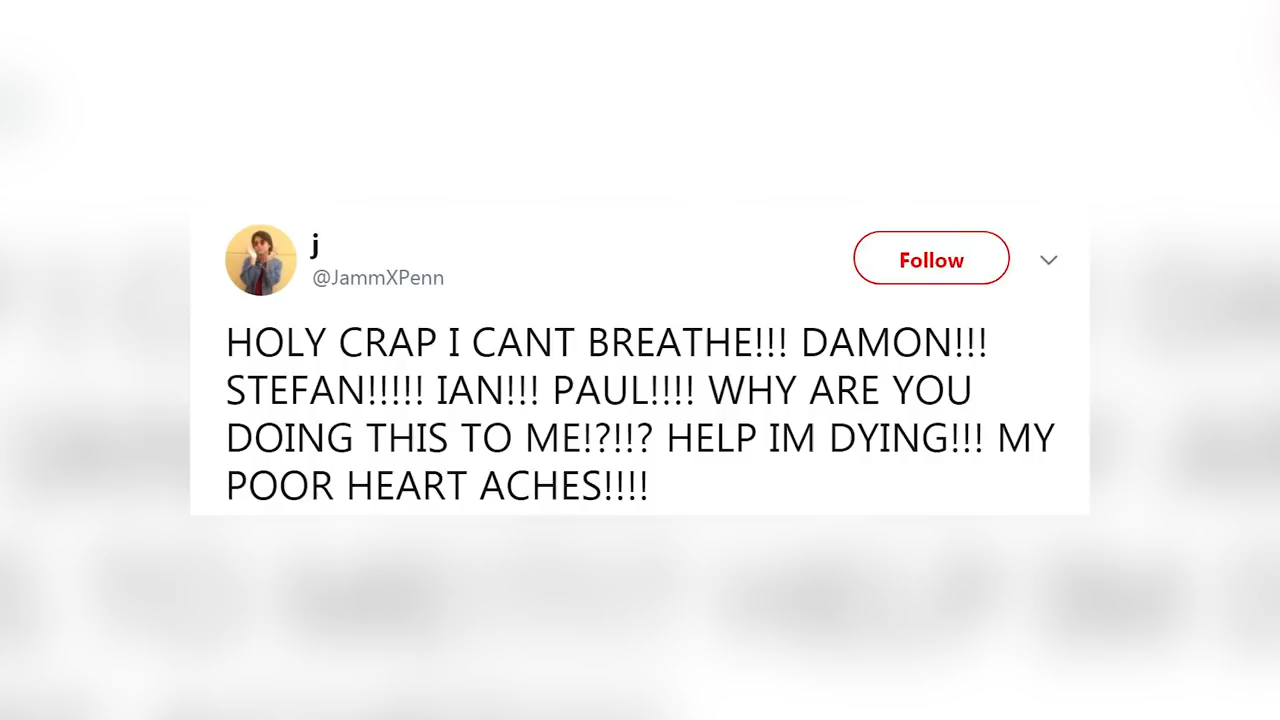 j
@JammXPenn
Follow
HOLY CRAP I CANT BREATHE!!! DAMON!!!
STEFAN!!!!! IAN!!! PAUL!!!! WHY ARE YOU
DOING THIS TO ME!?!!? HELP IM DYING!!! MY
POOR HEART ACHES!!!!